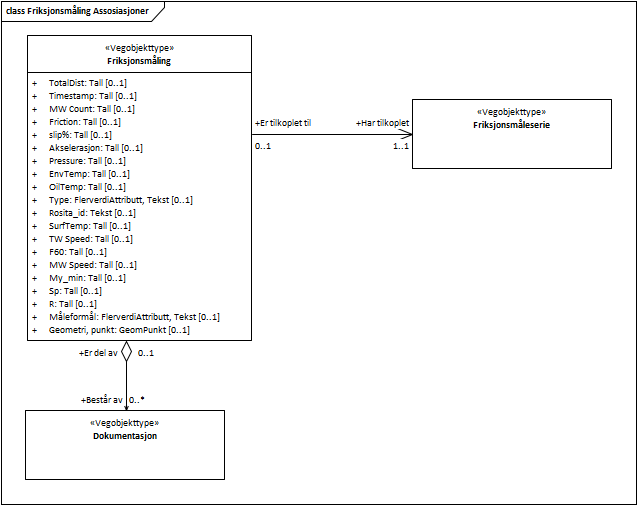 class Friksjonsmåling Assosiasjoner
«Vegobjekttype»
Friksjonsmåling
+ TotalDist: Tall [0..1]
+ Timestamp: Tall [0..1]
+ MW Count: Tall [0..1]
+ Friction: Tall [0..1]
+ slip%: Tall [0..1]
+ Akselerasjon: Tall [0..1]
+ Pressure: Tall [0..1]
+ EnvTemp: Tall [0..1]
+ OilTemp: Tall [0..1]
+ Type: FlerverdiAttributt, Tekst [0..1]
+ Rosita_id: Tekst [0..1]
+ SurfTemp: Tall [0..1]
+ TW Speed: Tall [0..1]
+ F60: Tall [0..1]
+ MW Speed: Tall [0..1]
+ My_min: Tall [0..1]
+ Sp: Tall [0..1]
+ R: Tall [0..1]
+ Måleformål: FlerverdiAttributt, Tekst [0..1]
+ Geometri, punkt: GeomPunkt [0..1]
+Er tilkoplet til
+Har tilkoplet
0..1
1..1
«Vegobjekttype»
Friksjonsmåleserie
+Er del av
0..1
+Består av
0..*
«Vegobjekttype»
Dokumentasjon